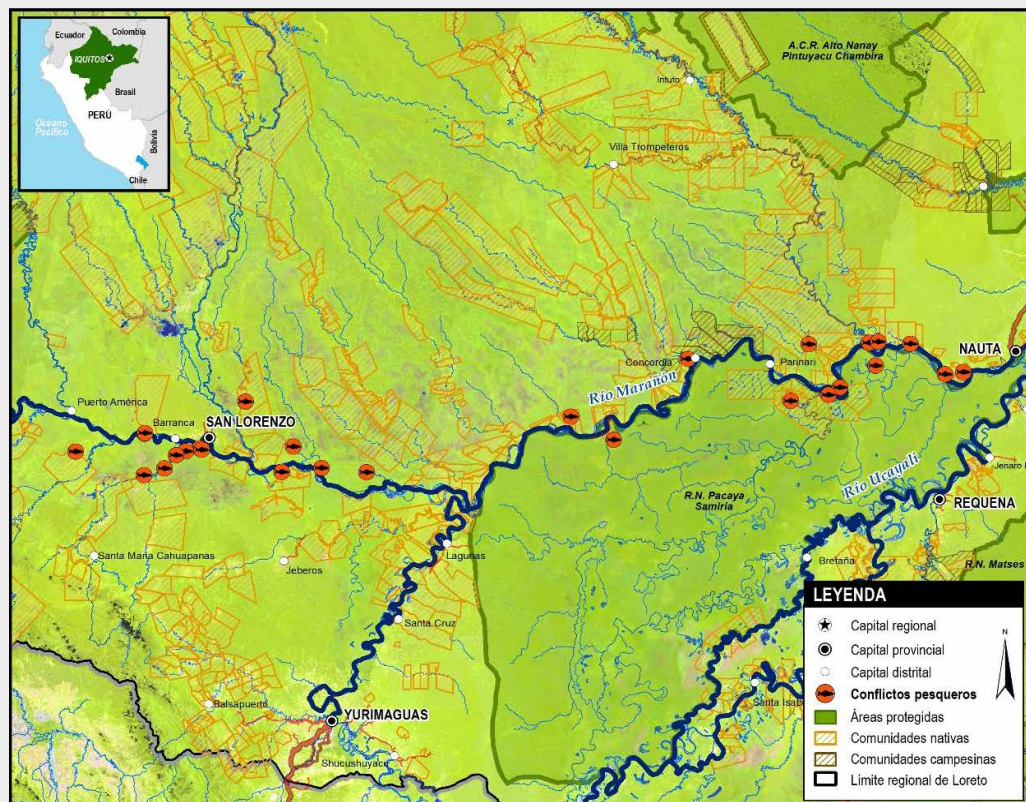 Ecuador
Colombia
IQUITOS
Brasil
PERÚ
Océano
Pacífico
Bolivia
Chile
A.C.R. Alto Nanay
Pintuyacu Chambira
Intuto
Villa Trompeteros
Concordia
Parinari
NAUTA
Río Marañón
Puerto América
Barranca
SAN LORENZO
Río Ucayali
Jenaro
R.N. Pacaya
Samiria
REQUENA
Santa María Cahuapanas
Jeberos
Lagunas
Bretaña
R.N. Matses
Santa Cruz
Santa Isabe
Balsapuerto
YURIMAGUAS
Shucushuyacu
LEYENDA
N
Capital regional
Capital provincial
Capital distrital
Conflictos pesqueros
Áreas protegidas
Comunidades nativas
Comunidades campesinas
Límite regional de Loreto